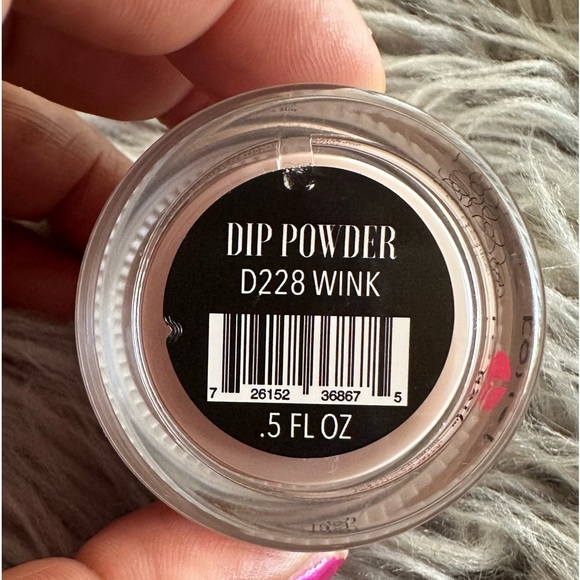 DIP POWDER
D228 WINK
7 26152 36867 5
.5 FL OZ